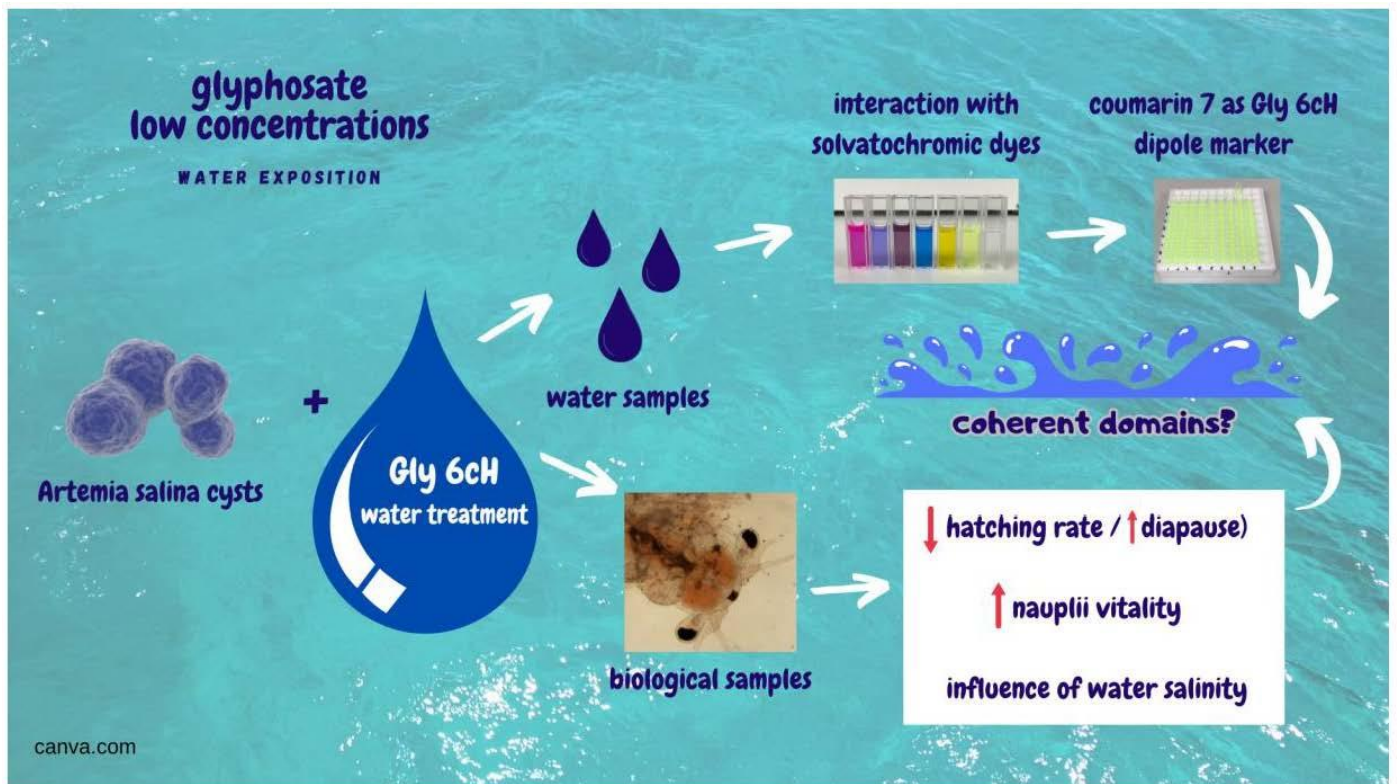 glyphosate
low concentrations
WATER EXPOSITION
interaction with
solvatochromic dyes
coumarin 7 as Gly 6cH
dipole marker
water samples
coherent domains?
+
Artemia salina cysts
Gly 6cH
water treatment
biological samples
↓ hatching rate / ↑ diapause)
↑ nauplii vitality
influence of water salinity
canva.com